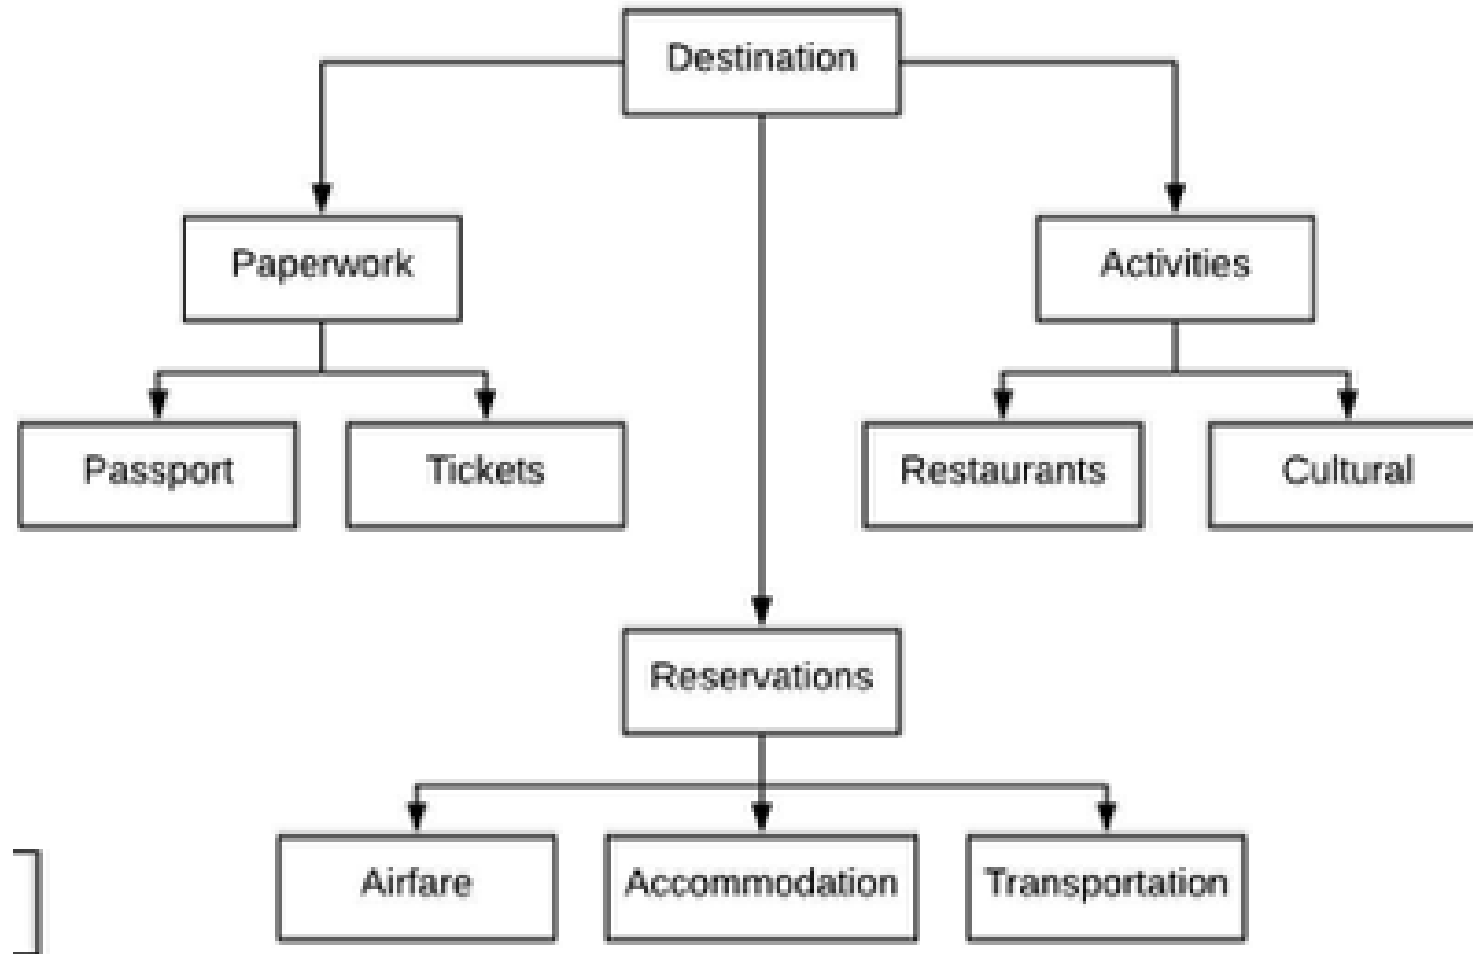 Destination
Paperwork
Activities
Passport
Tickets
Restaurants
Cultural
Reservations
Airfare
Accommodation
Transportation